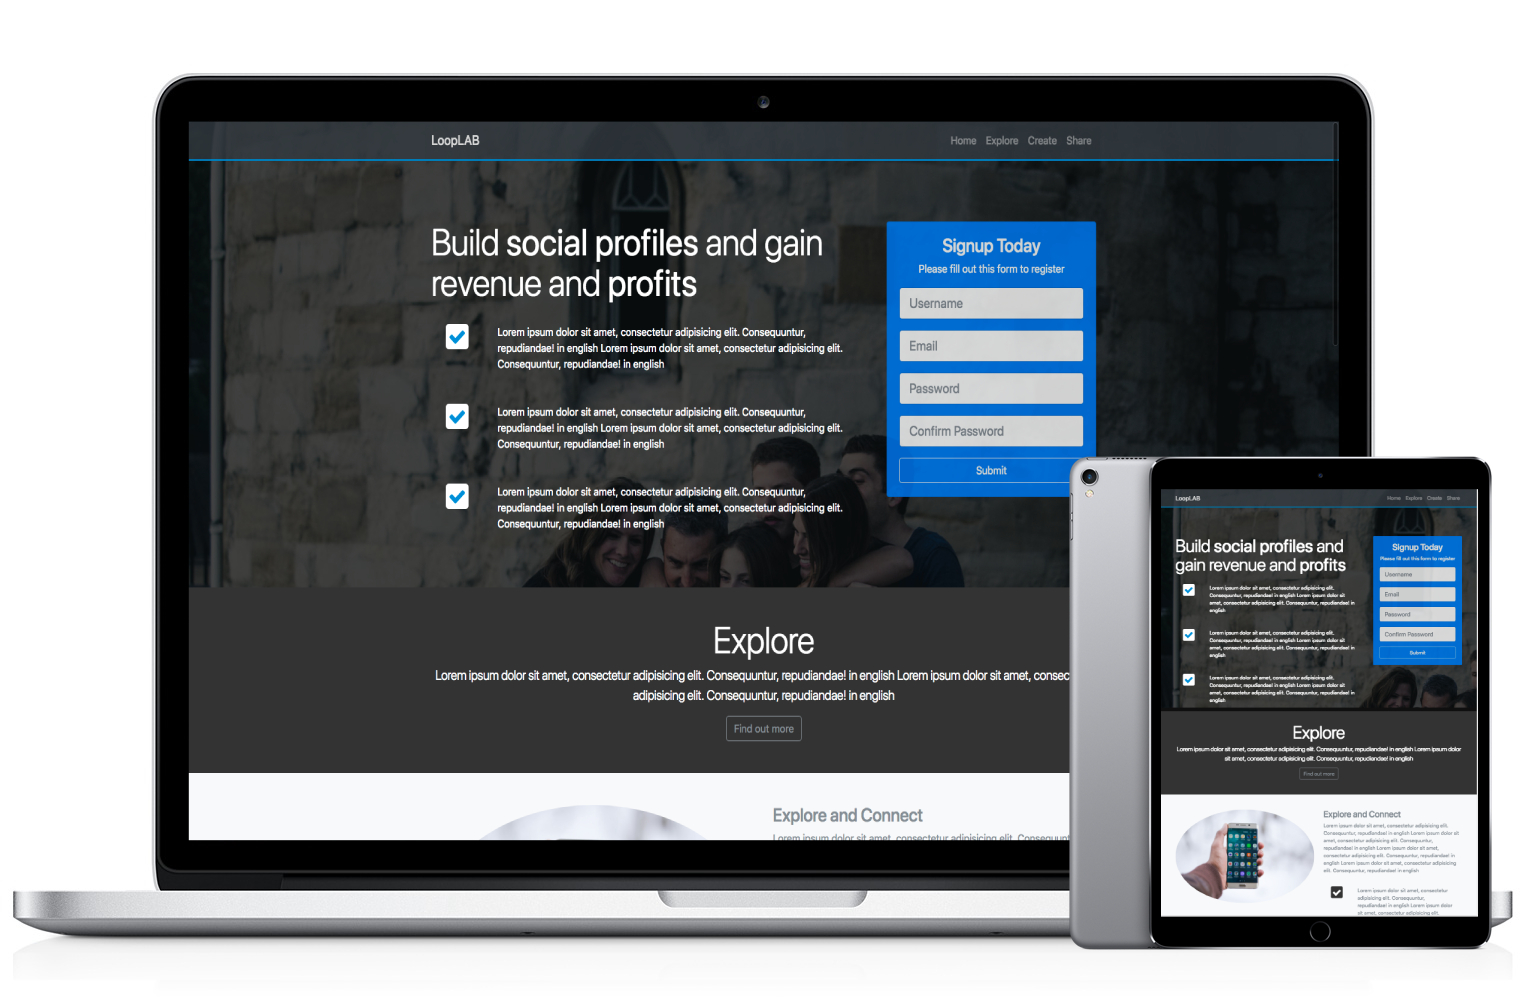 LoopLAB
Home Explore Create Share
Build social profiles and gain
revenue and profits
Lorem ipsum dolor sit amet, consectetur adipisicing elit. Consequuntur,
repudiandae! in english Lorem ipsum dolor sit amet, consectetur adipisicing elit.
Consequuntur, repudiandae! in english
Lorem ipsum dolor sit amet, consectetur adipisicing elit. Consequuntur,
repudiandae! in english Lorem ipsum dolor sit amet, consectetur adipisicing elit.
Consequuntur, repudiandae! in english
Lorem ipsum dolor sit amet, consectetur adipisicing elit. Consequuntur,
repudiandae! in english Lorem ipsum dolor sit amet, consectetur adipisicing elit.
Consequuntur, repudiandae! in english
Signup Today
Please fill out this form to register
Username
Email
Password
Confirm Password
Submit
Explore
Lorem ipsum dolor sit amet, consectetur adipisicing elit. Consequuntur, repudiandae! in english Lorem ipsum dolor sit amet, consec
adipisicing elit. Consequuntur, repudiandae! in english
Find out more
Explore and Connect
Lorem ipsum dolor sit amet, consectetur adipisicing elit. Consequunt
LoopLAB
Home Explore Create Share
Build social profiles and
gain revenue and profits
Lorem ipsum dolor sit amet, consectetur adipisicing elit.
Consequuntur, repudiandae! in english Lorem ipsum dolor sit
amet, consectetur adipisicing elit. Consequuntur, repudiandae! in
english
Lorem ipsum dolor sit amet, consectetur adipisicing elit.
Consequuntur, repudiandae! in english Lorem ipsum dolor sit
amet, consectetur adipisicing elit. Consequuntur, repudiandae! in
english
Lorem ipsum dolor sit amet, consectetur adipisicing elit.
Consequuntur, repudiandae! in english Lorem ipsum dolor sit
amet, consectetur adipisicing elit. Consequuntur, repudiandae! in
english
Signup Today
Please fill out this form to register
Username
Email
Password
Confirm Password
Submit
Explore
Lorem ipsum dolor sit amet, consectetur adipisicing elit. Consequuntur, repudiandae! in english Lorem ipsum dolor
sit amet, consectetur adipisicing elit. Consequuntur, repudiandae! in english
Find out more
Explore and Connect
Lorem ipsum dolor sit amet, consectetur adipisicing elit.
Consequuntur, repudiandae! in english Lorem ipsum dolor sit
amet, consectetur adipisicing elit. Consequuntur,
repudiandae! in english Lorem ipsum dolor sit amet,
consectetur adipisicing elit. Consequuntur, repudiandae! in
english Lorem ipsum dolor sit amet, consectetur adipisicing
elit. Consequuntur, repudiandae! in english
Lorem ipsum dolor sit amet, consectetur
adipisicing elit. Consequuntur,
repudiandae! in english Lorem ipsum dolor
sit amet, consectetur adipisicing elit.